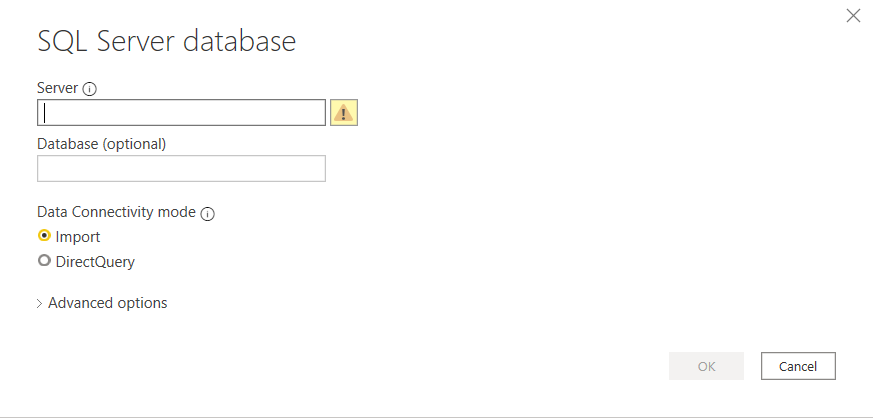 SQL Server database
Server
Database (optional)
Data Connectivity mode
Import
DirectQuery
Advanced options
OK Cancel